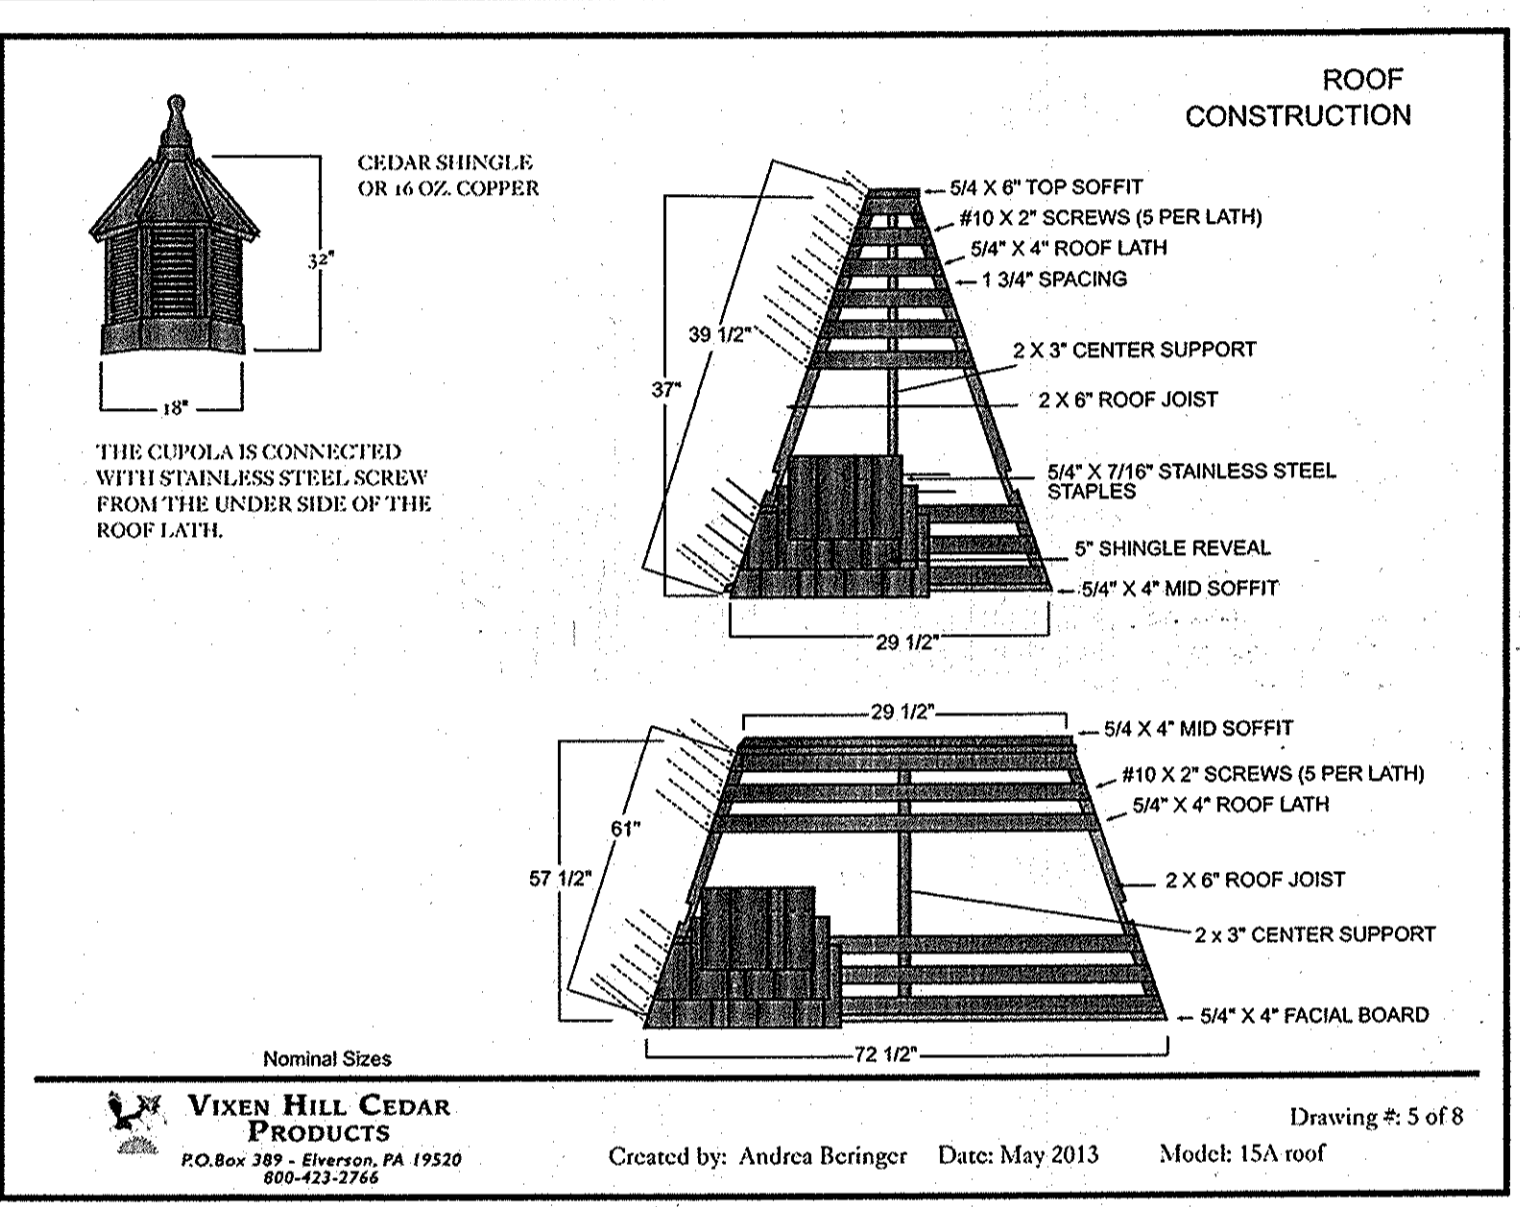 ROOF
CONSTRUCTION
CEDAR SHINGLE
OR 16 OZ. COPPER
32"
18"
THE CUPOLA IS CONNECTED
WITH STAINLESS STEEL SCREW
FROM THE UNDER SIDE OF THE
ROOF LATH.
5/4 X 6" TOP SOFFIT
#10 X 2" SCREWS (5 PER LATH)
5/4" X 4" ROOF LATH
1 3/4" SPACING
39 1/2"
2 X 3" CENTER SUPPORT
37"
2 X 6" ROOF JOIST
5/4" X 7/16" STAINLESS STEEL
STAPLES
5" SHINGLE REVEAL
5/4" X 4" MID SOFFIT
29 1/2"
29 1/2"
5/4 X 4" MID SOFFIT
#10 X 2" SCREWS (5 PER LATH)
5/4" X 4" ROOF LATH
61"
57 1/2"
2 X 6" ROOF JOIST
2 x 3" CENTER SUPPORT
5/4" X 4" FACIAL BOARD
72 1/2"
Nominal Sizes
VIXEN HILL CEDAR
PRODUCTS
P.O.Box 389 - Elverson, PA 19520
800-423-2766
Drawing #: 5 of 8
Created by: Andrea Beringer Date: May 2013 Model: 15A roof